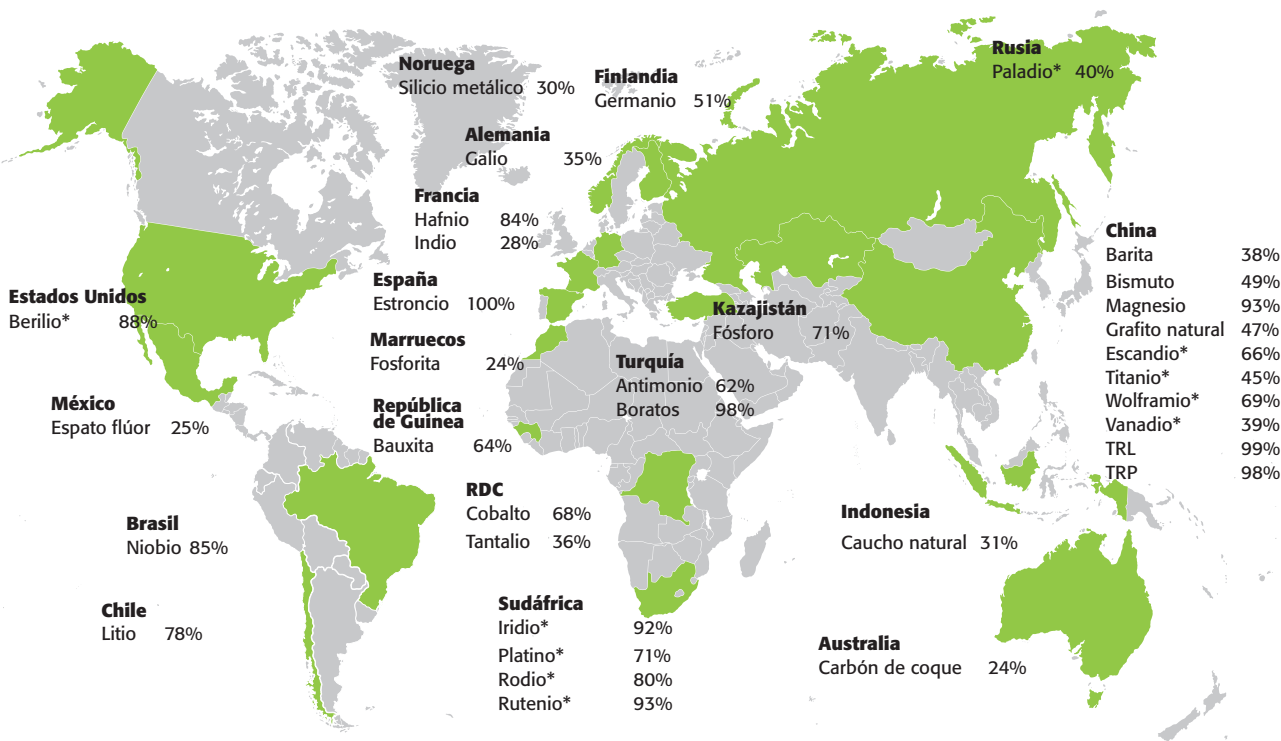 Noruega
Silicio metálico 30%
Finlandia
Germanio 51%
Rusia
Paladio* 40%
Alemania
Galio 35%
Francia
Hafnio 84%
Indio 28%
España
Estroncio 100%
Estados Unidos
Berilio* 88%
Marruecos
Fosforita 24%
Kazajistán
Fósforo 71%
Turquía
Antimonio 62%
Boratos 98%
China
Barita 38%
Bismuto 49%
Magnesio 93%
Grafito natural 47%
Escandio* 66%
Titanio* 45%
Wolframio* 69%
Vanadio* 39%
TRL 99%
TRP 98%
México
Espato flúor 25%
República
de Guinea
Bauxita 64%
RDC
Cobalto 68%
Tantalio 36%
Brasil
Niobio 85%
Indonesia
Caucho natural 31%
Chile
Litio 78%
Sudáfrica
Iridio* 92%
Platino* 71%
Rodio* 80%
Rutenio* 93%
Australia
Carbón de coque 24%